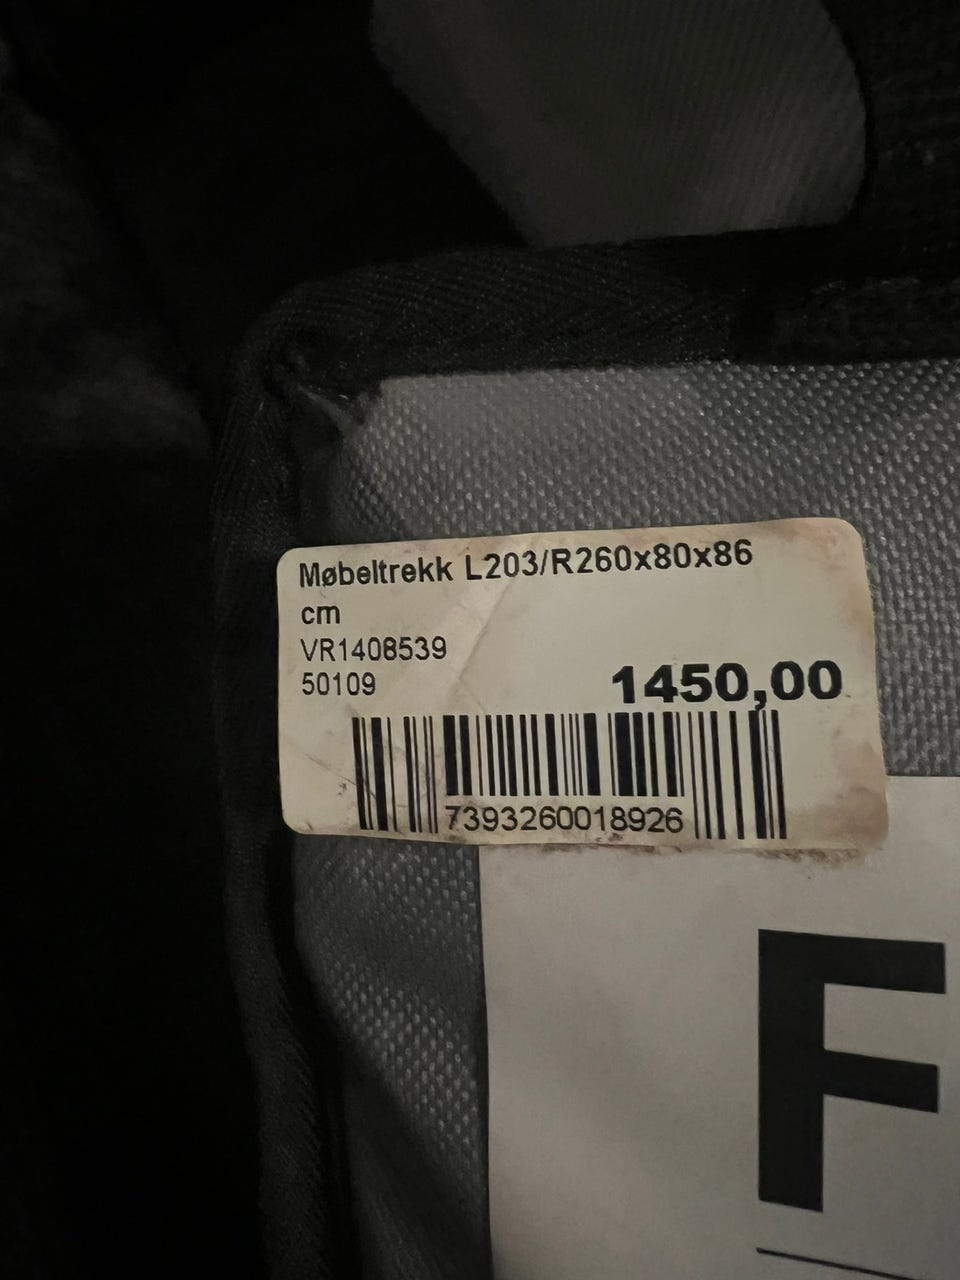 Møbeltrekk L203/R260x80x86
cm
VR1408539
50109
1450,00
7393260018926
F